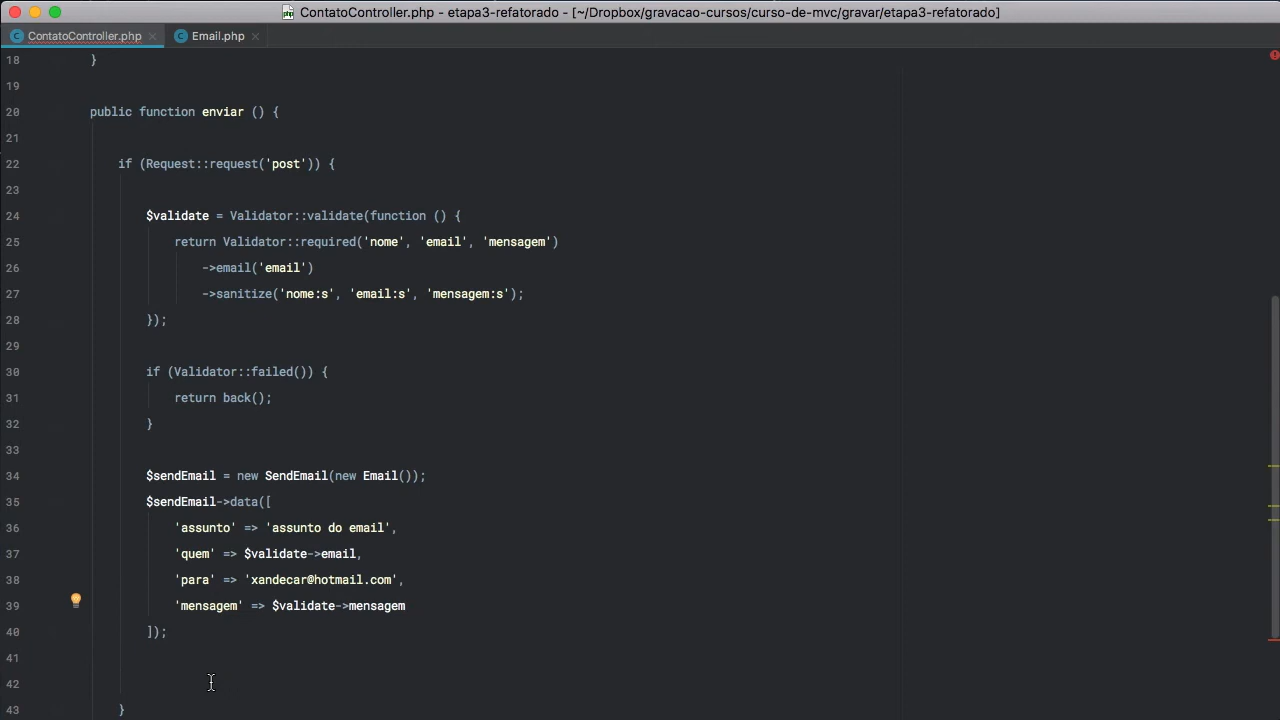 ContatoController.php - etapa3-refatorado - [~/Dropbox/gravacao-cursos/curso-de-mvc/gravar/etapa3-refatorado]
ContatoController.php Email.php
18 }
19
20 public function enviar () {
21
22 if (Request::request('post')) {
23
24 $validate = Validator::validate(function () {
25 return Validator::required('nome', 'email', 'mensagem')
26 ->email('email')
27 ->sanitize('nome:s', 'email:s', 'mensagem:s');
28 });
29
30 if (Validator::failed()) {
31 return back();
32 }
33
34 $sendEmail = new SendEmail(new Email());
35 $sendEmail->data([
36 'assunto' => 'assunto do email',
37 'quem' => $validate->email,
38 'para' => 'xandecar@hotmail.com',
39 'mensagem' => $validate->mensagem
40 ]);
41
42
43 }